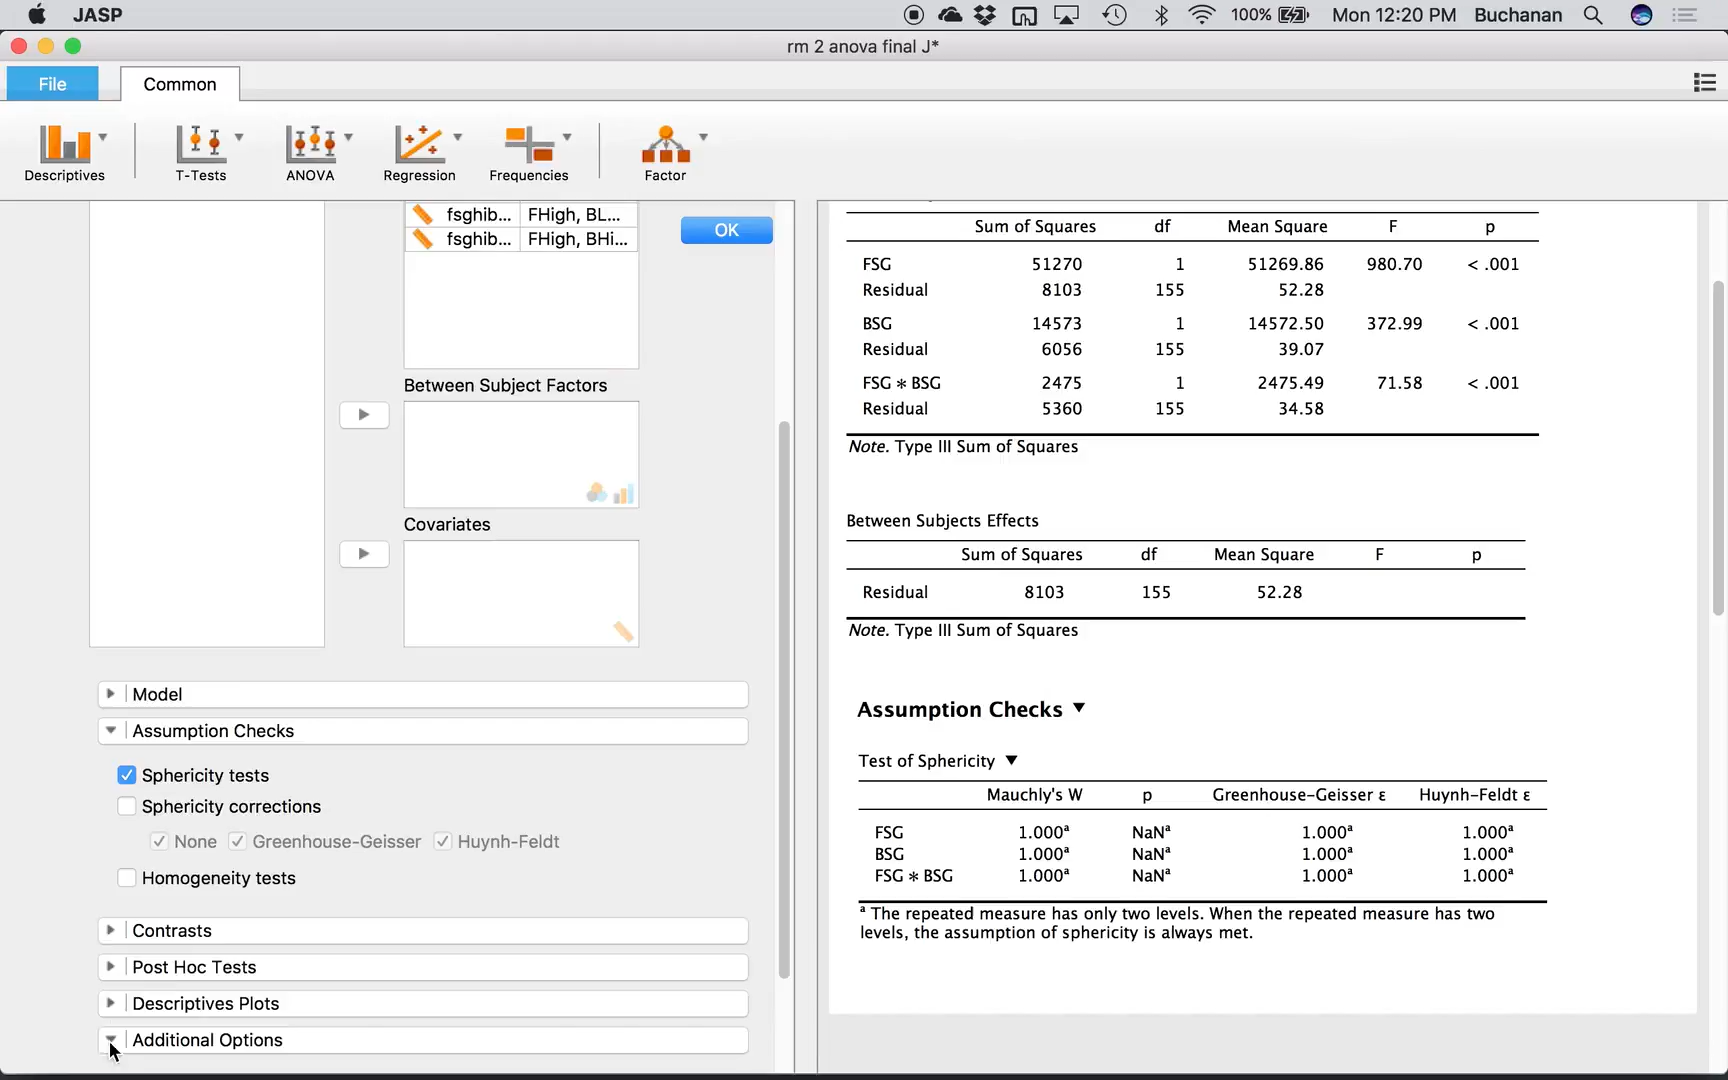 JASP 100% Mon 12:20 PM Buchanan
rm 2 anova final J*
File Common
Descriptives T-Tests ANOVA Regression Frequencies Factor
fsghib... FHigh, BL...
fsghib... FHigh, BHi...
OK
Between Subject Factors
Covariates
Model
Assumption Checks
Sphericity tests
Sphericity corrections
None Greenhouse-Geisser Huynh-Feldt
Homogeneity tests
Contrasts
Post Hoc Tests
Descriptives Plots
Additional Options
Sum of Squares df Mean Square F p
FSG 51270 1 51269.86 980.70 < .001
Residual 8103 155 52.28
BSG 14573 1 14572.50 372.99 < .001
Residual 6056 155 39.07
FSG ∗ BSG 2475 1 2475.49 71.58 < .001
Residual 5360 155 34.58
Note. Type III Sum of Squares
Between Subjects Effects
Sum of Squares df Mean Square F p
Residual 8103 155 52.28
Note. Type III Sum of Squares
Assumption Checks
Test of Sphericity
Mauchly's W p Greenhouse-Geisser ε Huynh-Feldt ε
FSG 1.000ᵃ NaNᵃ 1.000ᵃ 1.000ᵃ
BSG 1.000ᵃ NaNᵃ 1.000ᵃ 1.000ᵃ
FSG ∗ BSG 1.000ᵃ NaNᵃ 1.000ᵃ 1.000ᵃ
ᵃ The repeated measure has only two levels. When the repeated measure has two
levels, the assumption of sphericity is always met.